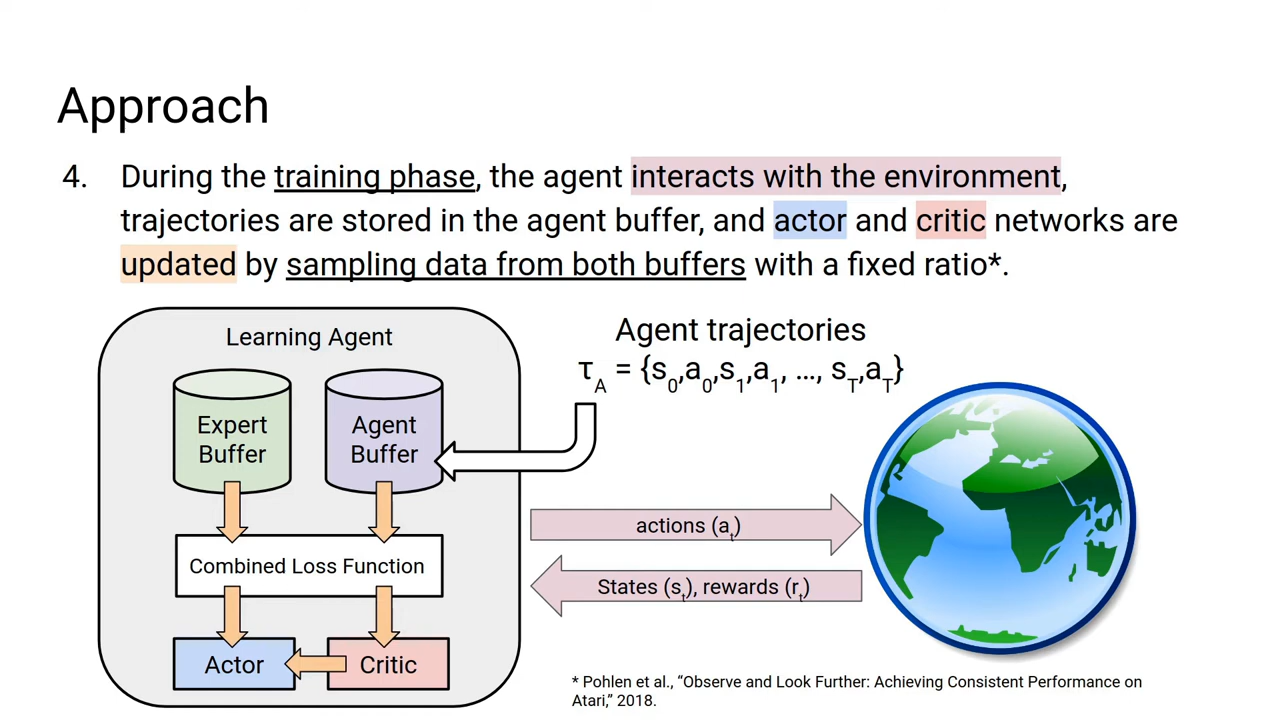 Approach
4. During the training phase, the agent interacts with the environment,
trajectories are stored in the agent buffer, and actor and critic networks are
updated by sampling data from both buffers with a fixed ratio*.
Learning Agent
Expert
Buffer
Agent
Buffer
Combined Loss Function
Actor
Critic
Agent trajectories
τA = {s0,a0,s1,a1, ..., sT,aT}
actions (at)
States (st), rewards (rt)
* Pohlen et al., “Observe and Look Further: Achieving Consistent Performance on
Atari,” 2018.